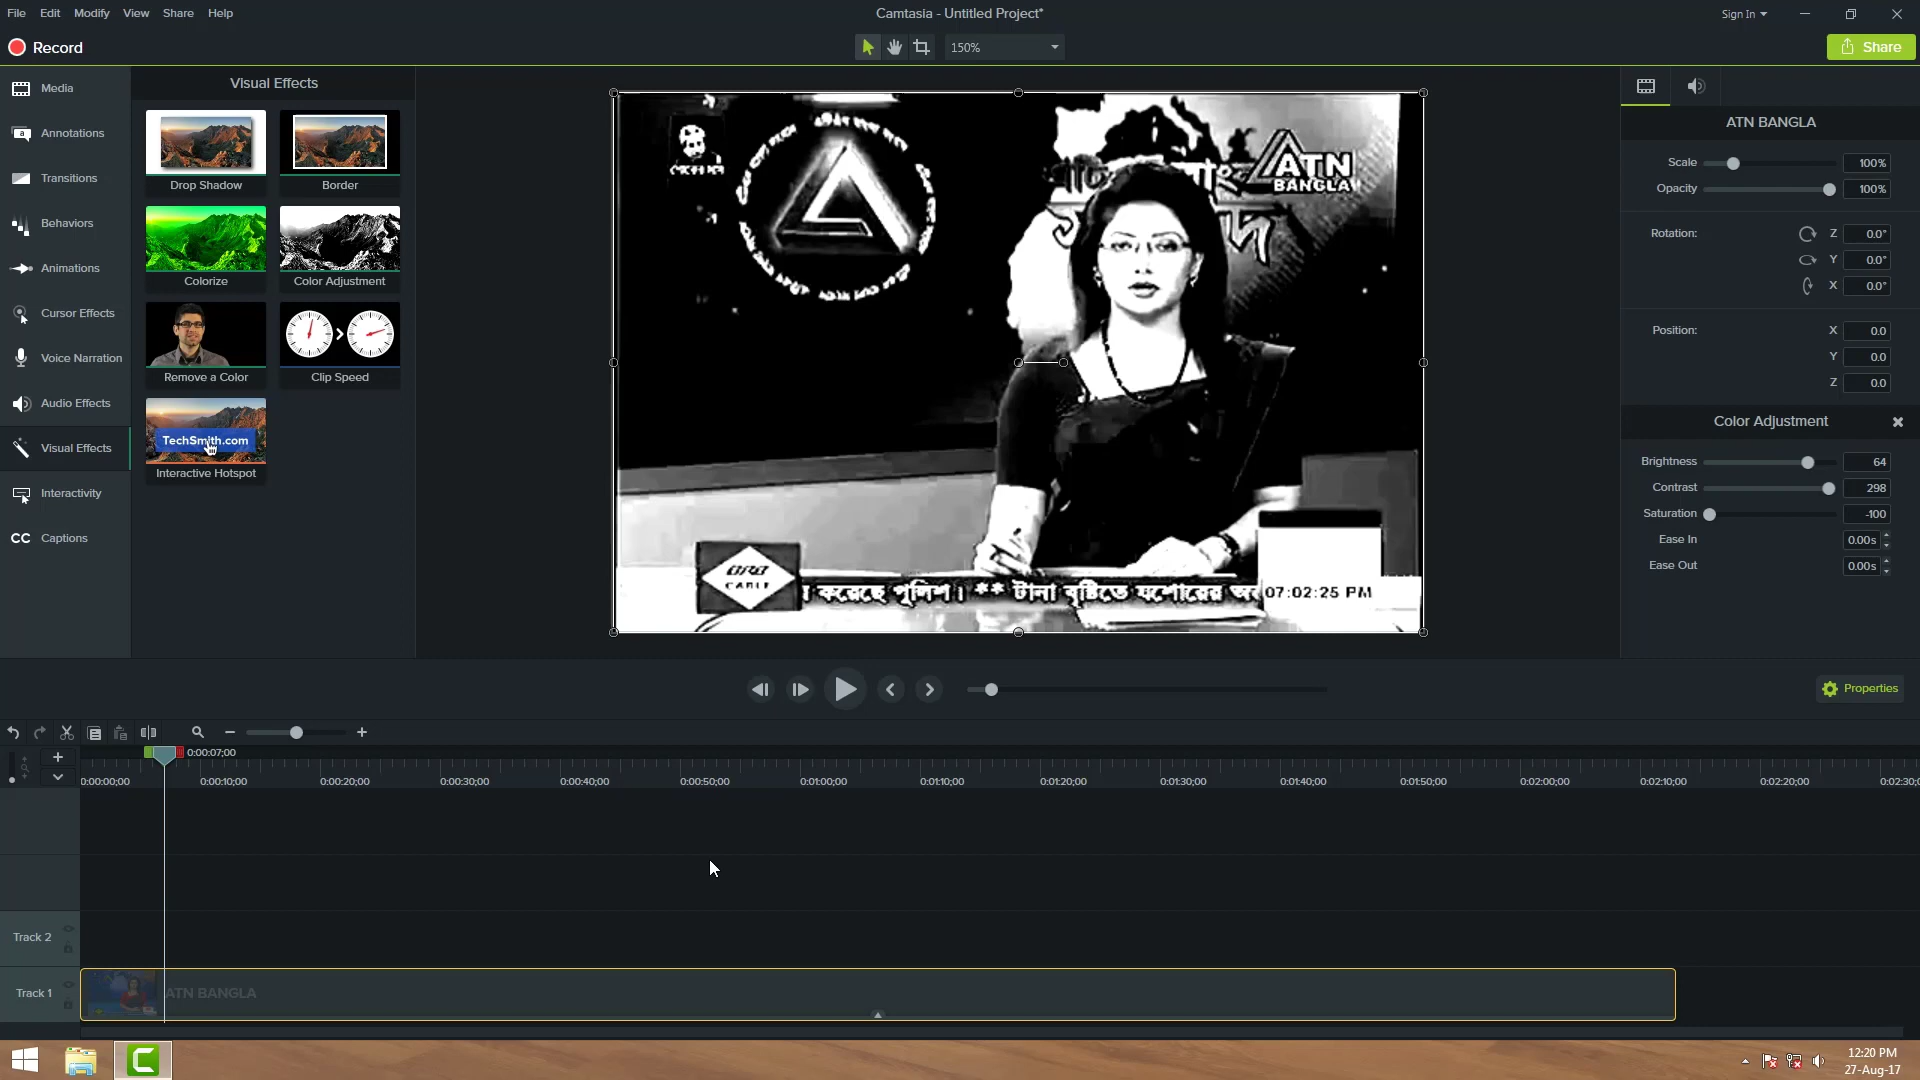 File Edit Modify View Share Help
Camtasia - Untitled Project*
Sign In
Record
150%
Share
Media
Annotations
Transitions
Behaviors
Animations
Cursor Effects
Voice Narration
Audio Effects
Visual Effects
Interactivity
CC Captions
Visual Effects
Drop Shadow
Border
Colorize
Color Adjustment
Remove a Color
Clip Speed
TechSmith.com
Interactive Hotspot
ATN
BANGLA
CABLE
করেছে পুলিশ। ** টানা বৃষ্টিতে যশোরের
07:02:25 PM
ATN BANGLA
Scale 100%
Opacity 100%
Rotation: Z 0.0°
Y 0.0°
X 0.0°
Position: X 0.0
Y 0.0
Z 0.0
Color Adjustment
Brightness 64
Contrast 298
Saturation -100
Ease In 0.00s
Ease Out 0.00s
Properties
0:00:07;00
0:00:00;00 0:00:10;00 0:00:20;00 0:00:30;00 0:00:40;00 0:00:50;00 0:01:00;00 0:01:10;00 0:01:20;00 0:01:30;00 0:01:40;00 0:01:50;00 0:02:00;00 0:02:10;00 0:02:20;00 0:02:30;0
Track 2
Track 1
ATN BANGLA
12:20 PM
27-Aug-17